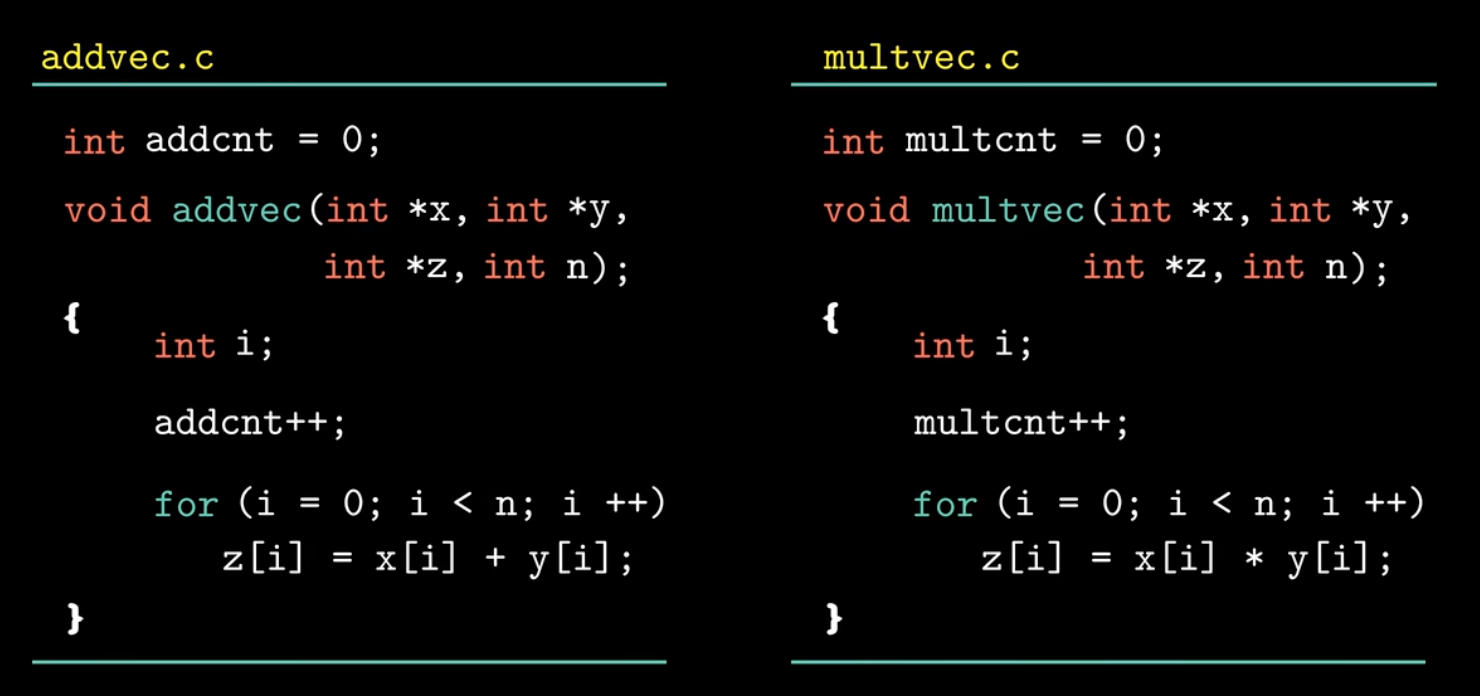 addvec.c
int addcnt = 0;
void addvec(int *x, int *y,
int *z, int n);
{
int i;
addcnt++;
for (i = 0; i < n; i ++)
z[i] = x[i] + y[i];
}
multvec.c
int multcnt = 0;
void multvec(int *x, int *y,
int *z, int n);
{
int i;
multcnt++;
for (i = 0; i < n; i ++)
z[i] = x[i] * y[i];
}